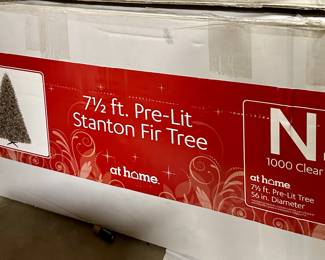 7½ ft. Pre-Lit
Stanton Fir Tree
at home
N
1000 Clear
at home
7½ ft. Pre-Lit Tree
56 in. Diameter